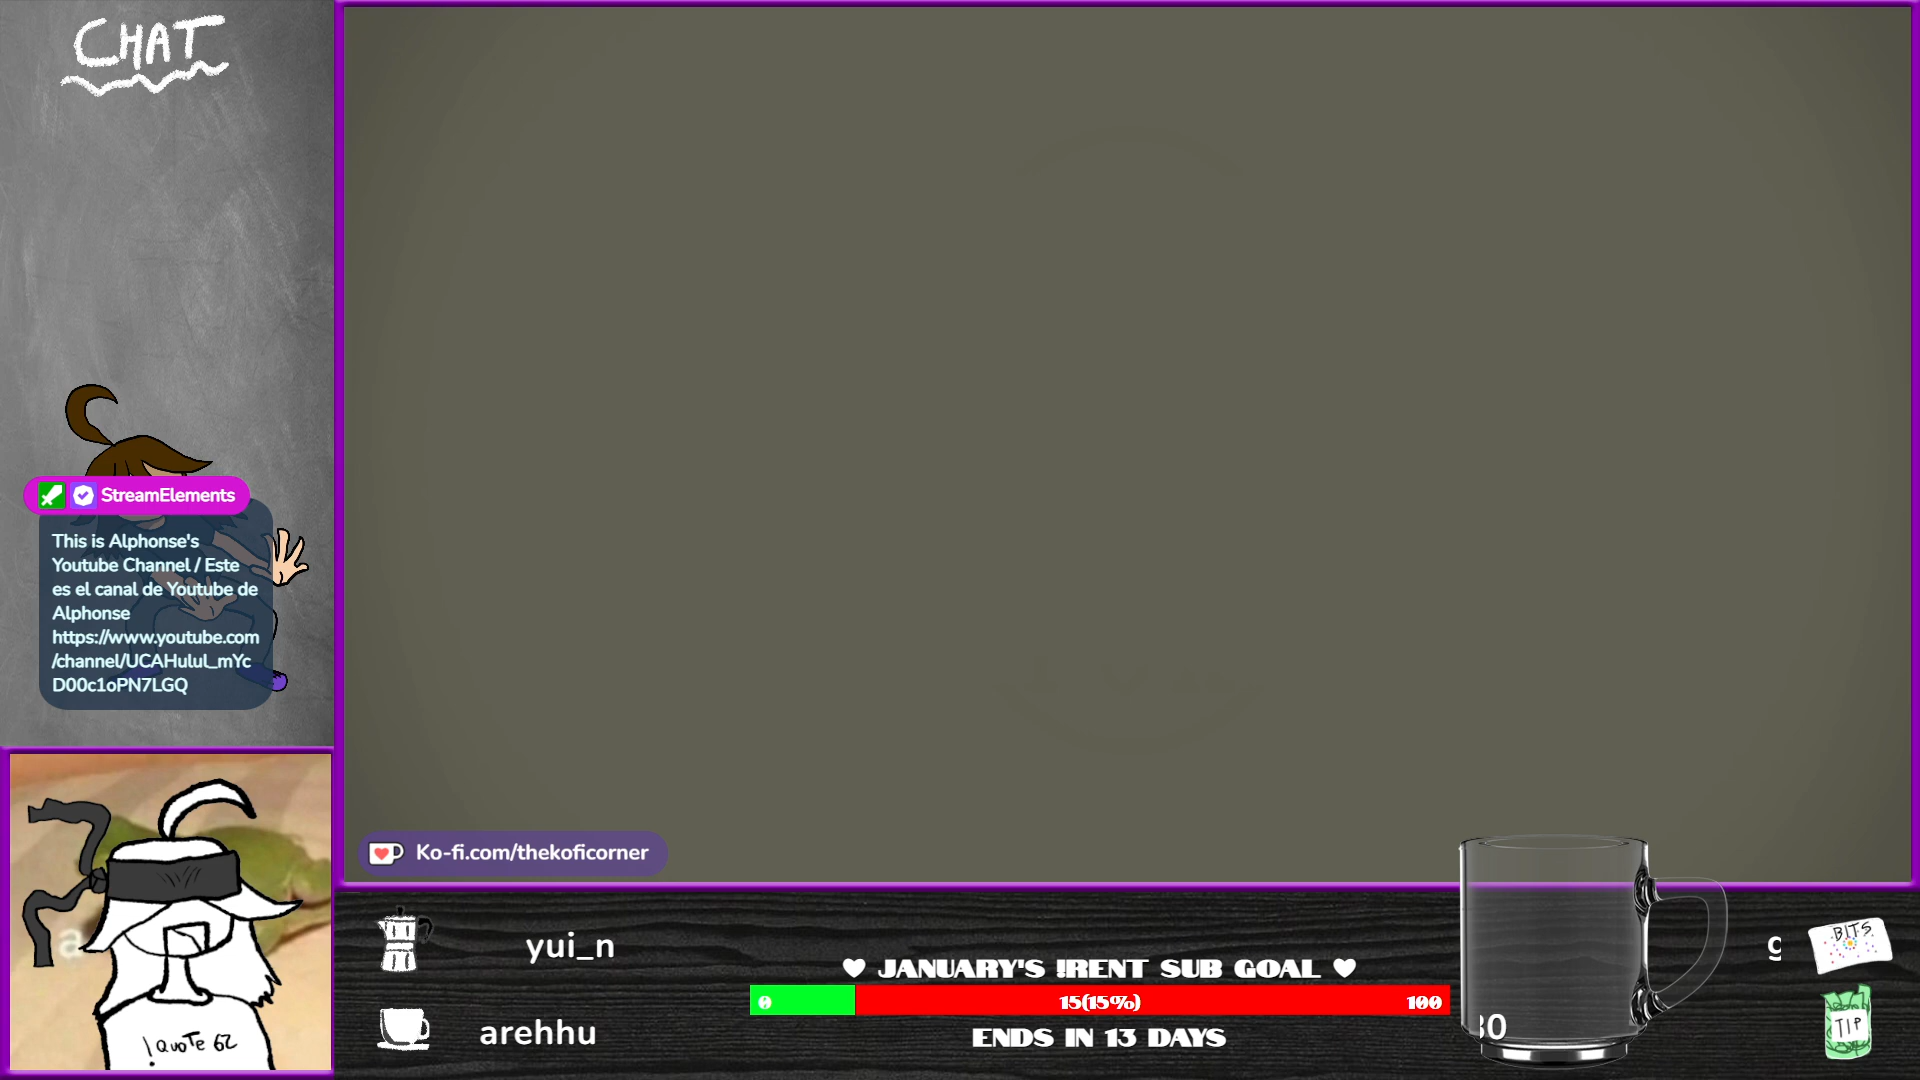 CHAT
StreamElements
This is Alphonse's
Youtube Channel / Este
es el canal de Youtube de
Alphonse
https://www.youtube.com
/channel/UCAHuluL_mYc
D00c1oPN7LGQ
Ko-fi.com/thekoficorner
!QUOTE 62
yui_n
arehhu
♥ JANUARY'S !RENT SUB GOAL ♥
0 15(15%) 100
ENDS IN 13 DAYS
BITS
TIP